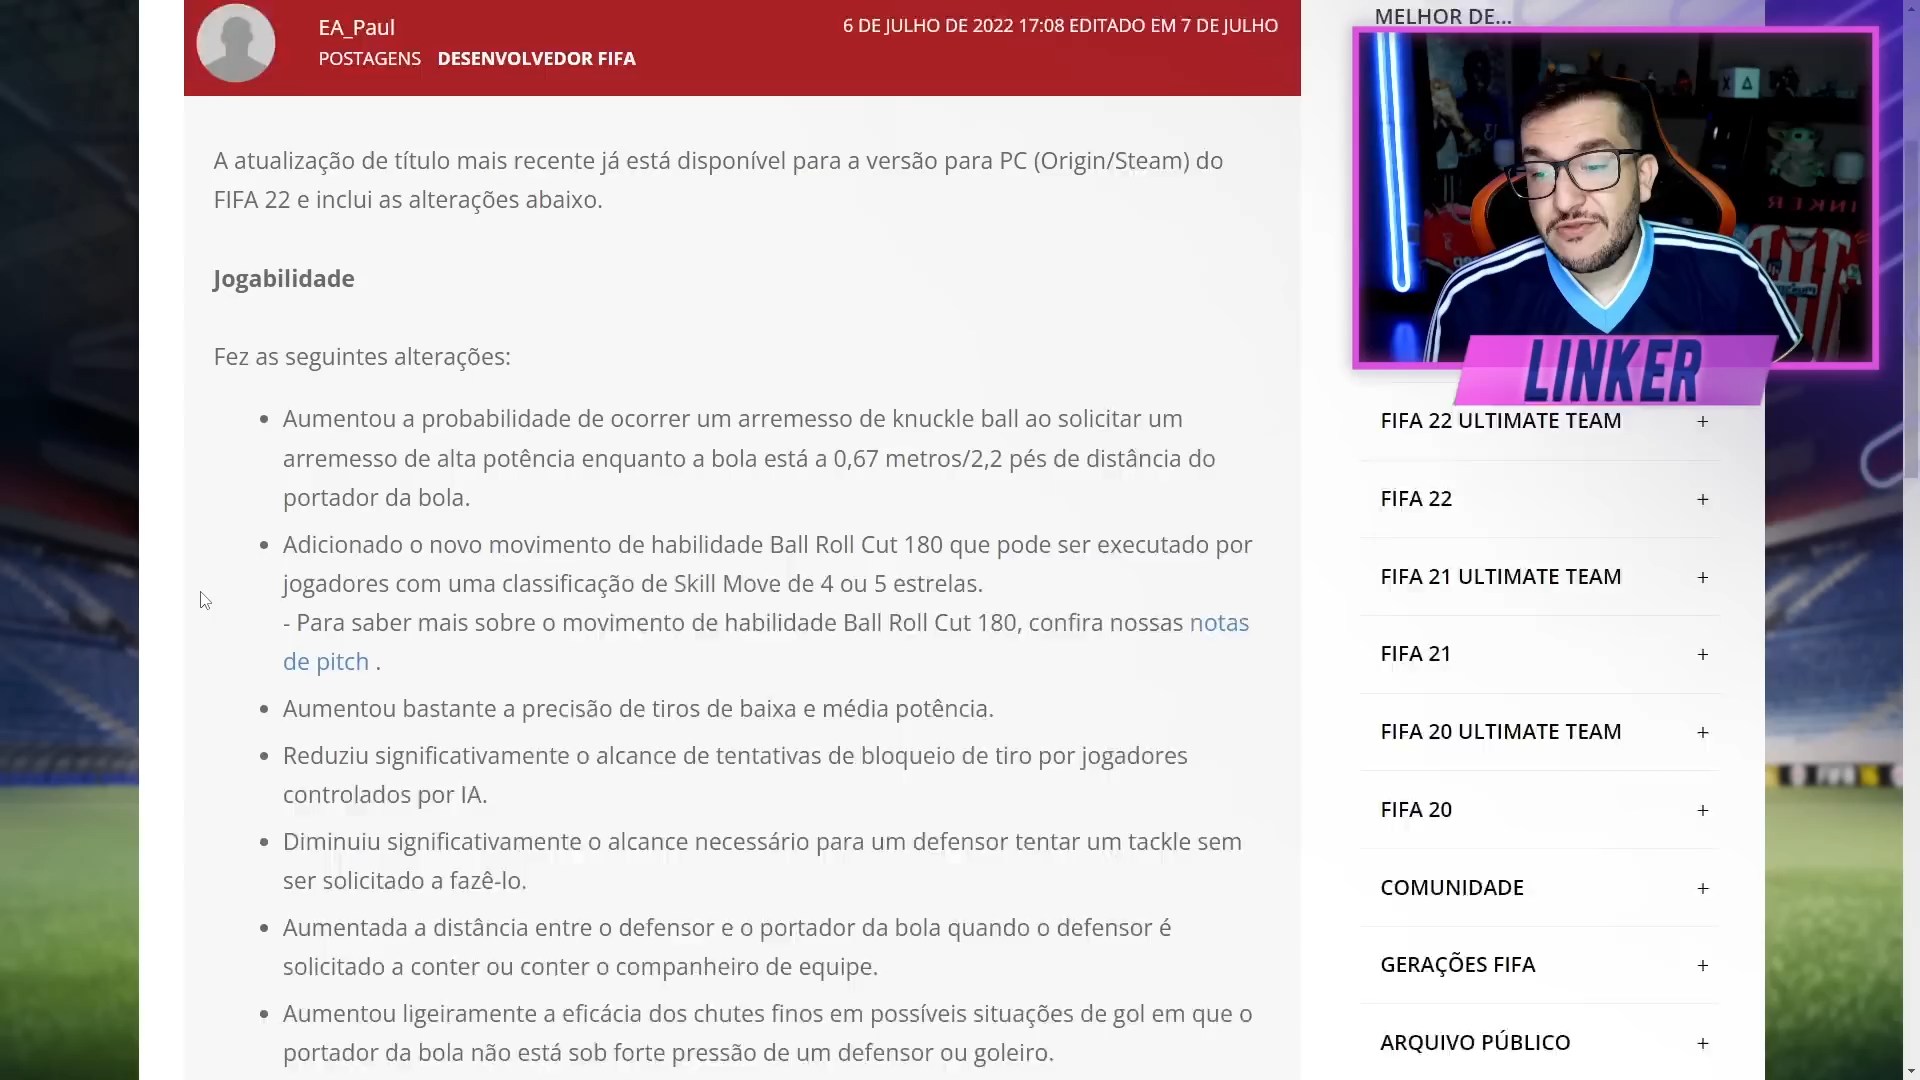 EA_Paul
POSTAGENS DESENVOLVEDOR FIFA
6 DE JULHO DE 2022 17:08 EDITADO EM 7 DE JULHO
A atualização de título mais recente já está disponível para a versão para PC (Origin/Steam) do
FIFA 22 e inclui as alterações abaixo.
Jogabilidade
Fez as seguintes alterações:
Aumentou a probabilidade de ocorrer um arremesso de knuckle ball ao solicitar um
arremesso de alta potência enquanto a bola está a 0,67 metros/2,2 pés de distância do
portador da bola.
Adicionado o novo movimento de habilidade Ball Roll Cut 180 que pode ser executado por
jogadores com uma classificação de Skill Move de 4 ou 5 estrelas.
- Para saber mais sobre o movimento de habilidade Ball Roll Cut 180, confira nossas notas
de pitch .
Aumentou bastante a precisão de tiros de baixa e média potência.
Reduziu significativamente o alcance de tentativas de bloqueio de tiro por jogadores
controlados por IA.
Diminuiu significativamente o alcance necessário para um defensor tentar um tackle sem
ser solicitado a fazê-lo.
Aumentada a distância entre o defensor e o portador da bola quando o defensor é
solicitado a conter ou conter o companheiro de equipe.
Aumentou ligeiramente a eficácia dos chutes finos em possíveis situações de gol em que o
portador da bola não está sob forte pressão de um defensor ou goleiro.
MELHOR DE...
LINKER
FIFA 22 ULTIMATE TEAM +
FIFA 22 +
FIFA 21 ULTIMATE TEAM +
FIFA 21 +
FIFA 20 ULTIMATE TEAM +
FIFA 20 +
COMUNIDADE +
GERAÇÕES FIFA +
ARQUIVO PÚBLICO +